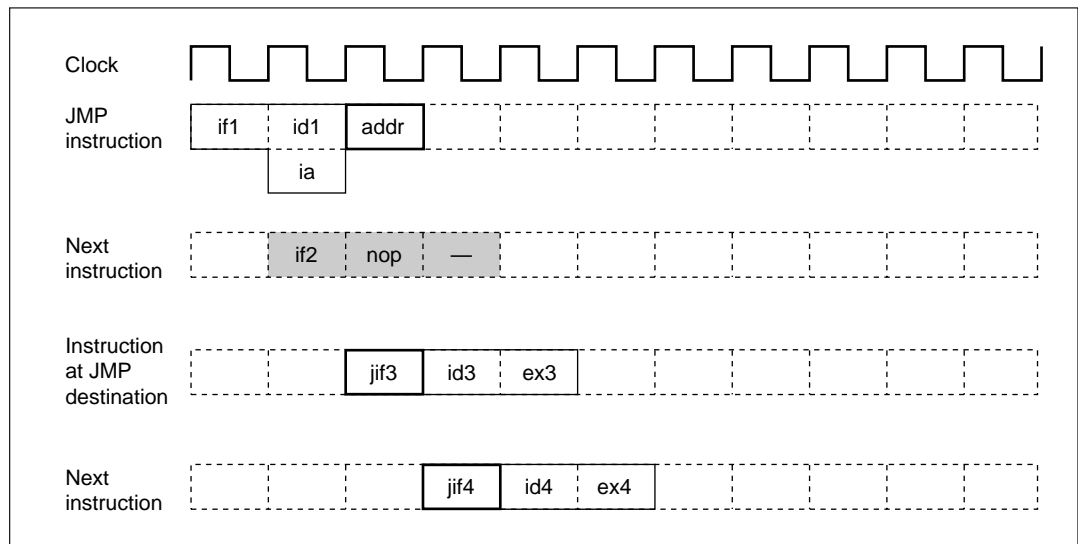 Clock
JMP
instruction
if1 id1 addr
ia
Next
instruction
if2 nop —
Instruction
at JMP
destination
jif3 id3 ex3
Next
instruction
jif4 id4 ex4